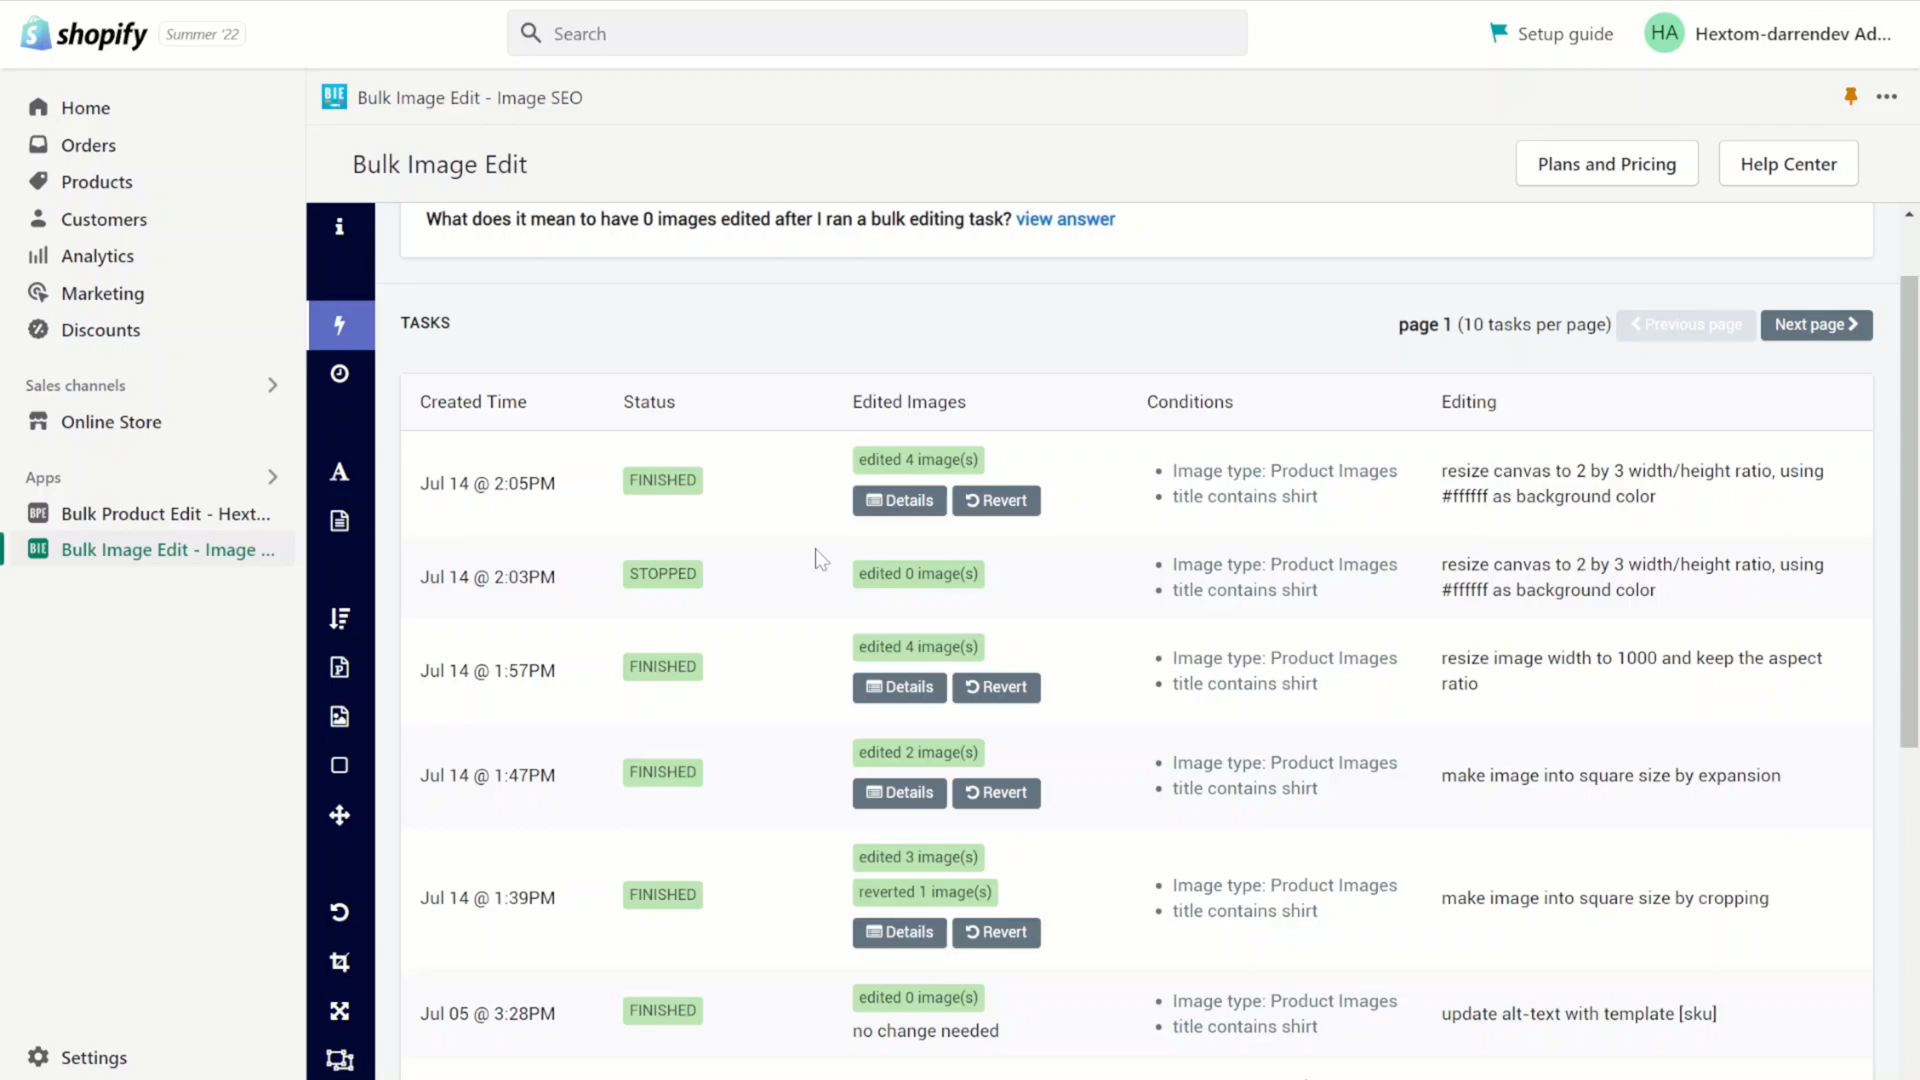 shopify Summer '22
Search
Setup guide
HA Hextom-darrendev Ad...
Home
Orders
Products
Customers
Analytics
Marketing
Discounts
Sales channels
Online Store
Apps
BPE Bulk Product Edit - Hext...
BIE Bulk Image Edit - Image ...
Settings
BIE Bulk Image Edit - Image SEO
Bulk Image Edit
Plans and Pricing
Help Center
What does it mean to have 0 images edited after I ran a bulk editing task? view answer
TASKS
page 1 (10 tasks per page) Previous page Next page
Created Time Status Edited Images Conditions Editing
Jul 14 @ 2:05PM
FINISHED
edited 4 image(s)
Details Revert
• Image type: Product Images
• title contains shirt
resize canvas to 2 by 3 width/height ratio, using
#ffffff as background color
Jul 14 @ 2:03PM
STOPPED
edited 0 image(s)
• Image type: Product Images
• title contains shirt
resize canvas to 2 by 3 width/height ratio, using
#ffffff as background color
Jul 14 @ 1:57PM
FINISHED
edited 4 image(s)
Details Revert
• Image type: Product Images
• title contains shirt
resize image width to 1000 and keep the aspect
ratio
Jul 14 @ 1:47PM
FINISHED
edited 2 image(s)
Details Revert
• Image type: Product Images
• title contains shirt
make image into square size by expansion
Jul 14 @ 1:39PM
FINISHED
edited 3 image(s)
reverted 1 image(s)
Details Revert
• Image type: Product Images
• title contains shirt
make image into square size by cropping
Jul 05 @ 3:28PM
FINISHED
edited 0 image(s)
no change needed
• Image type: Product Images
• title contains shirt
update alt-text with template [sku]